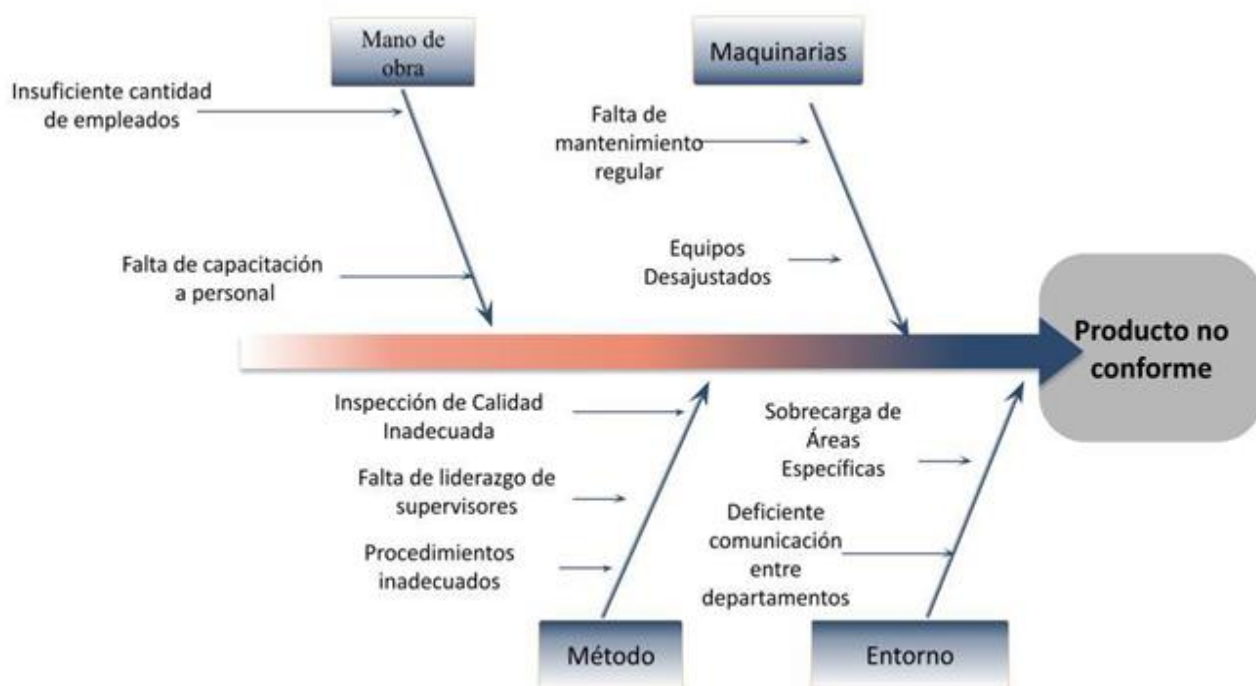 Mano de
obra
Maquinarias
Insuficiente cantidad
de empleados
Falta de
mantenimiento
regular
Falta de capacitación
a personal
Equipos
Desajustados
Producto no
conforme
Inspección de Calidad
Inadecuada
Sobrecarga de
Áreas
Específicas
Falta de liderazgo de
supervisores
Deficiente
comunicación
entre
departamentos
Procedimientos
inadecuados
Método
Entorno